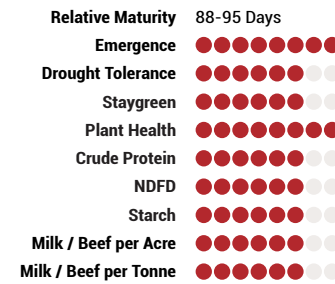 Relative Maturity 88-95 Days
Emergence
Drought Tolerance
Staygreen
Plant Health
Crude Protein
NDFD
Starch
Milk / Beef per Acre
Milk / Beef per Tonne